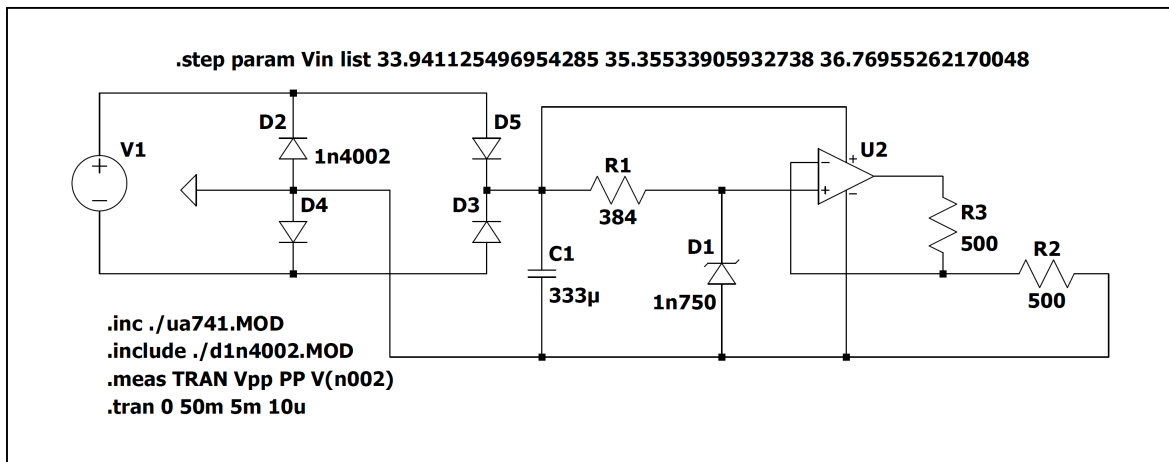 .step param Vin list 33.941125496954285 35.35533905932738 36.76955262170048
D2
D5
V1
1n4002
U2
R1
D4
D3
384
R3
D1
C1
500
R2
333µ
1n750
500
.inc ./ua741.MOD
.include ./d1n4002.MOD
.meas TRAN Vpp PP V(n002)
.tran 0 50m 5m 10u